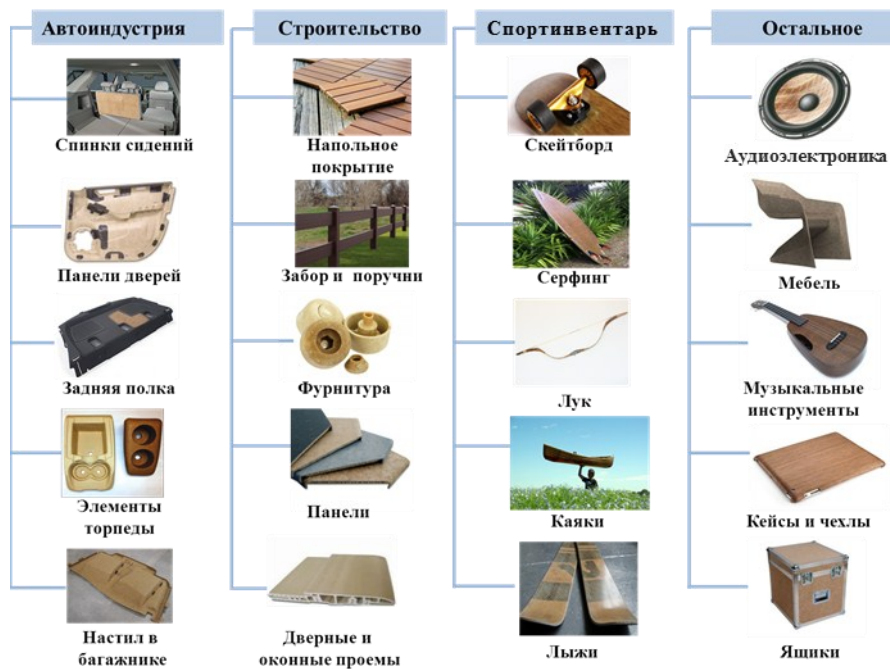 Автоиндустрия
Спинки сидений
Панели дверей
Задняя полка
Элементы
торпеды
Настил в
багажнике
Строительство
Напольное
покрытие
Забор и поручни
Фурнитура
Панели
Дверные и
оконные проемы
Спортинвентарь
Скейтборд
Серфинг
Лук
Каяки
Лыжи
Остальное
Аудиоэлектроника
Мебель
Музыкальные
инструменты
Кейсы и чехлы
Ящики